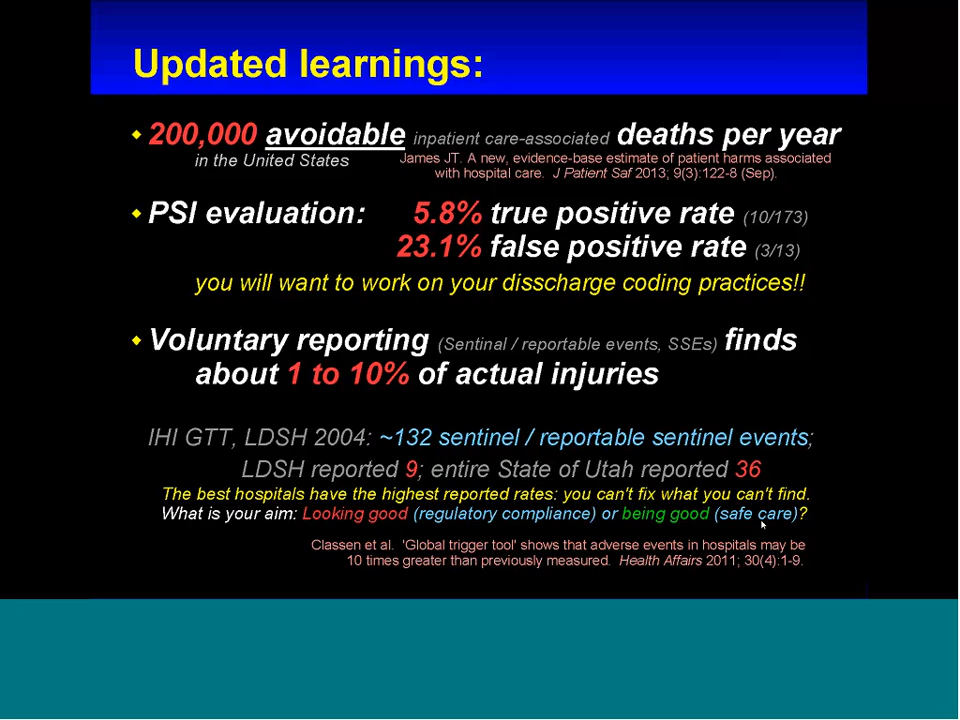 Updated learnings:
200,000 avoidable inpatient care-associated deaths per year
in the United States James JT. A new, evidence-base estimate of patient harms associated
with hospital care. J Patient Saf 2013; 9(3):122-8 (Sep).
PSI evaluation: 5.8% true positive rate (10/173)
23.1% false positive rate (3/13)
you will want to work on your disscharge coding practices!!
Voluntary reporting (Sentinal / reportable events, SSEs) finds
about 1 to 10% of actual injuries
IHI GTT, LDSH 2004: ~132 sentinel / reportable sentinel events;
LDSH reported 9; entire State of Utah reported 36
The best hospitals have the highest reported rates: you can't fix what you can't find.
What is your aim: Looking good (regulatory compliance) or being good (safe care)?
Classen et al. 'Global trigger tool' shows that adverse events in hospitals may be
10 times greater than previously measured. Health Affairs 2011; 30(4):1-9.